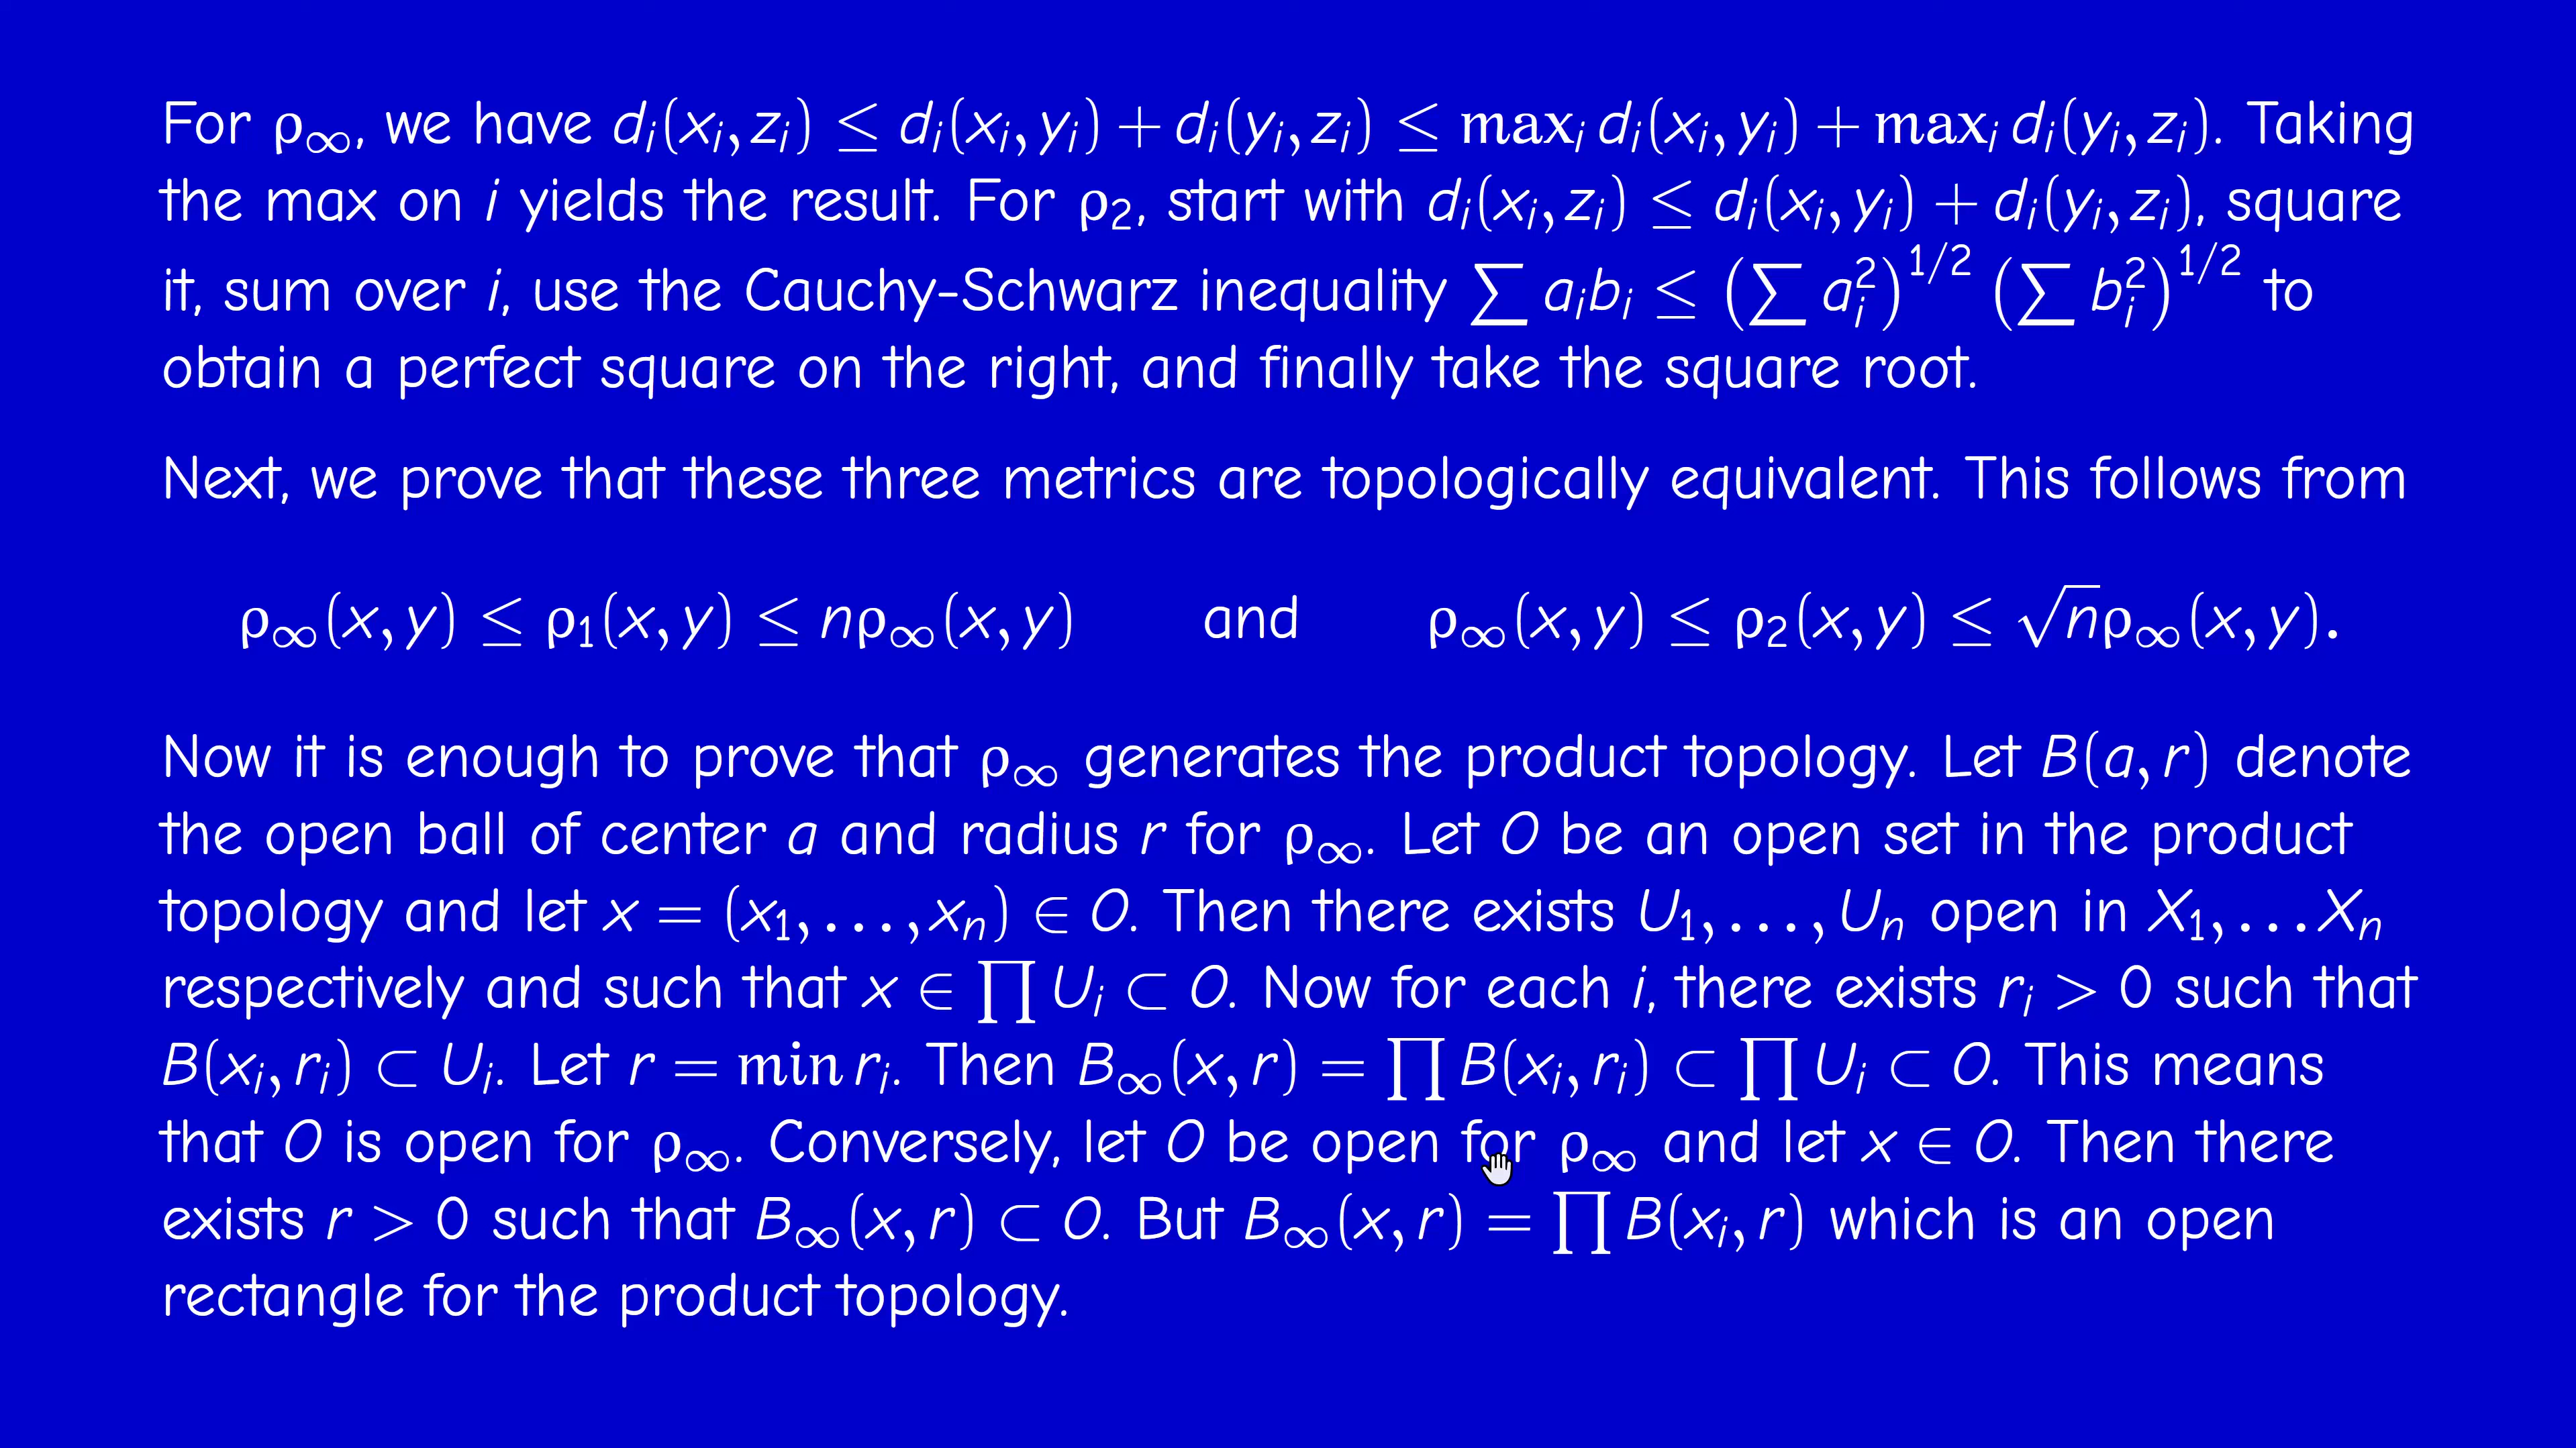 For ρ∞, we have dᵢ(xᵢ, zᵢ) ≤ dᵢ(xᵢ, yᵢ) + dᵢ(yᵢ, zᵢ) ≤ maxᵢ dᵢ(xᵢ, yᵢ) + maxᵢ dᵢ(yᵢ, zᵢ). Taking
the max on i yields the result. For ρ₂, start with dᵢ(xᵢ, zᵢ) ≤ dᵢ(xᵢ, yᵢ) + dᵢ(yᵢ, zᵢ), square
it, sum over i, use the Cauchy-Schwarz inequality ∑ aᵢbᵢ ≤ (∑ aᵢ²)^{1/2} (∑ bᵢ²)^{1/2} to
obtain a perfect square on the right, and finally take the square root.
Next, we prove that these three metrics are topologically equivalent. This follows from
ρ∞(x, y) ≤ ρ₁(x, y) ≤ nρ∞(x, y) and ρ∞(x, y) ≤ ρ₂(x, y) ≤ √nρ∞(x, y).
Now it is enough to prove that ρ∞ generates the product topology. Let B(a, r) denote
the open ball of center a and radius r for ρ∞. Let O be an open set in the product
topology and let x = (x₁, ..., xₙ) ∈ O. Then there exists U₁, ..., Uₙ open in X₁, ...Xₙ
respectively and such that x ∈ ∏ Uᵢ ⊂ O. Now for each i, there exists rᵢ > 0 such that
B(xᵢ, rᵢ) ⊂ Uᵢ. Let r = min rᵢ. Then B∞(x, r) = ∏ B(xᵢ, rᵢ) ⊂ ∏ Uᵢ ⊂ O. This means
that O is open for ρ∞. Conversely, let O be open for ρ∞ and let x ∈ O. Then there
exists r > 0 such that B∞(x, r) ⊂ O. But B∞(x, r) = ∏ B(xᵢ, r) which is an open
rectangle for the product topology.